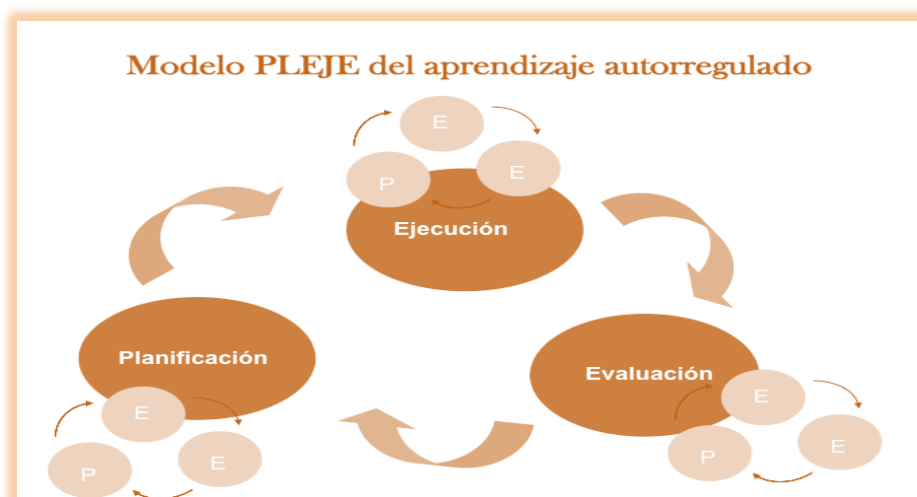 Modelo PLEJE del aprendizaje autorregulado
E
P
E
Ejecución
Planificación
E
P
E
Evaluación
E
P
E